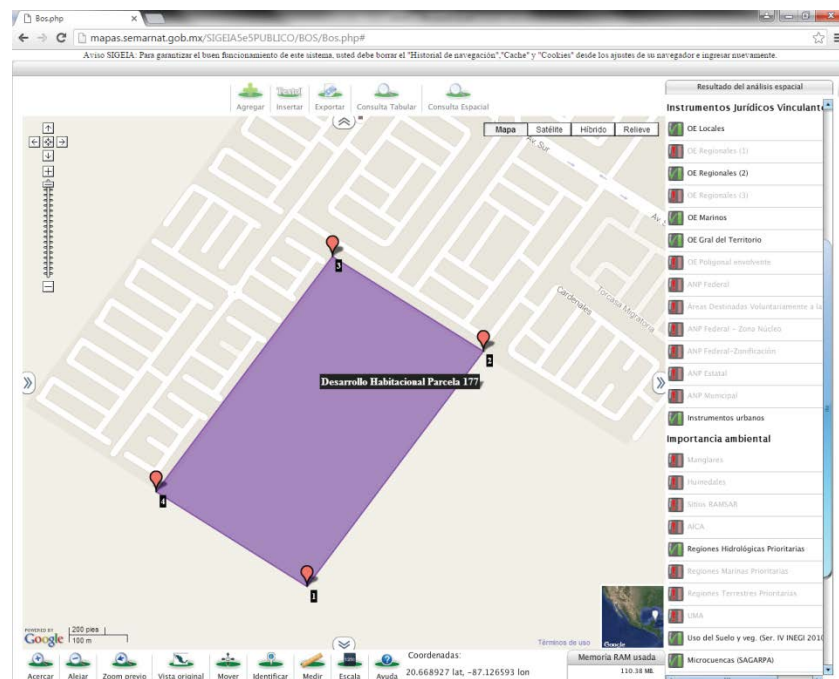 Bos.php
mapas.semarnat.gob.mx/SIGEIA5e5PUBLICO/BOS/Bos.php#
Aviso SIGEIA: Para garantizar el buen funcionamiento de este sistema, usted debe borrar el "Historial de navegación","Cache" y "Cookies" desde los ajustes de su navegador e ingresar nuevamente.
Agregar Insertar Exportar Consulta Tabular Consulta Espacial
Mapa Satélite Híbrido Relieve
Av. Sur
Cardenales
Torcasa Migratoria
3
2
Desarrollo Habitacional Parcela 177
4
1
POWERED BY
Google
200 pies
100 m
Términos de uso
Google
Acercar Alejar Zoom previo Vista original Mover Identificar Medir Escala Ayuda
Coordenadas:
20.668927 lat, -87.126593 lon
Memoria RAM usada
110.38 MB.
Resultado del análisis espacial
Instrumentos Jurídicos Vinculante
OE Locales
OE Regionales (1)
OE Regionales (2)
OE Regionales (3)
OE Marinos
OE Gral del Territorio
OE Poligonal envolvente
ANP Federal
Áreas Destinadas Voluntariamente a la
ANP Federal - Zona Núcleo
ANP Federal-Zonificación
ANP Estatal
ANP Municipal
Instrumentos urbanos
Importancia ambiental
Manglares
Humedales
Sitios RAMSAR
AICA
Regiones Hidrológicas Prioritarias
Regiones Marinas Prioritarias
Regiones Terrestres Prioritarias
UMA
Uso del Suelo y veg. (Ser. IV INEGI 2010
Microcuencas (SAGARPA)